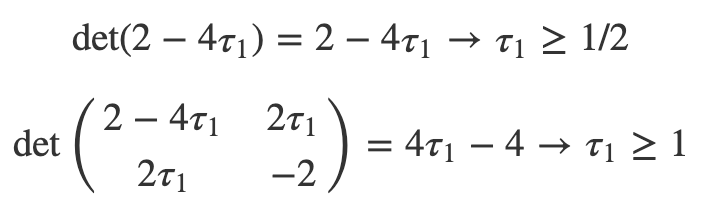 det(2 − 4τ₁) = 2 − 4τ₁ → τ₁ ≥ 1/2
det ( 2 − 4τ₁ 2τ₁
2τ₁ −2 ) = 4τ₁ − 4 → τ₁ ≥ 1